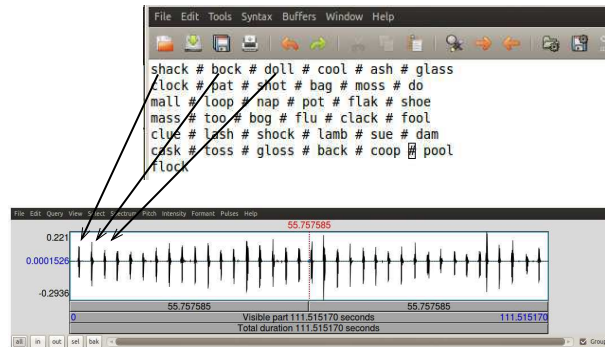 File Edit Tools Syntax Buffers Window Help
shack # bock # doll # cool # ash # glass
clock # pat # shot # bag # moss # do
mall # loop # nap # pot # flak # shoe
mass # too # bog # flu # clack # fool
clue # lash # shock # lamb # sue # dam
cask # toss # gloss # back # coop # pool
flock
File Edit Query View Select Spectrum Pitch Intensity Formant Pulses Help
55.757585
0.221
0.0001526
-0.2936
55.757585 55.757585
0 Visible part 111.515170 seconds 111.515170
Total duration 111.515170 seconds
all in out sel bak Group